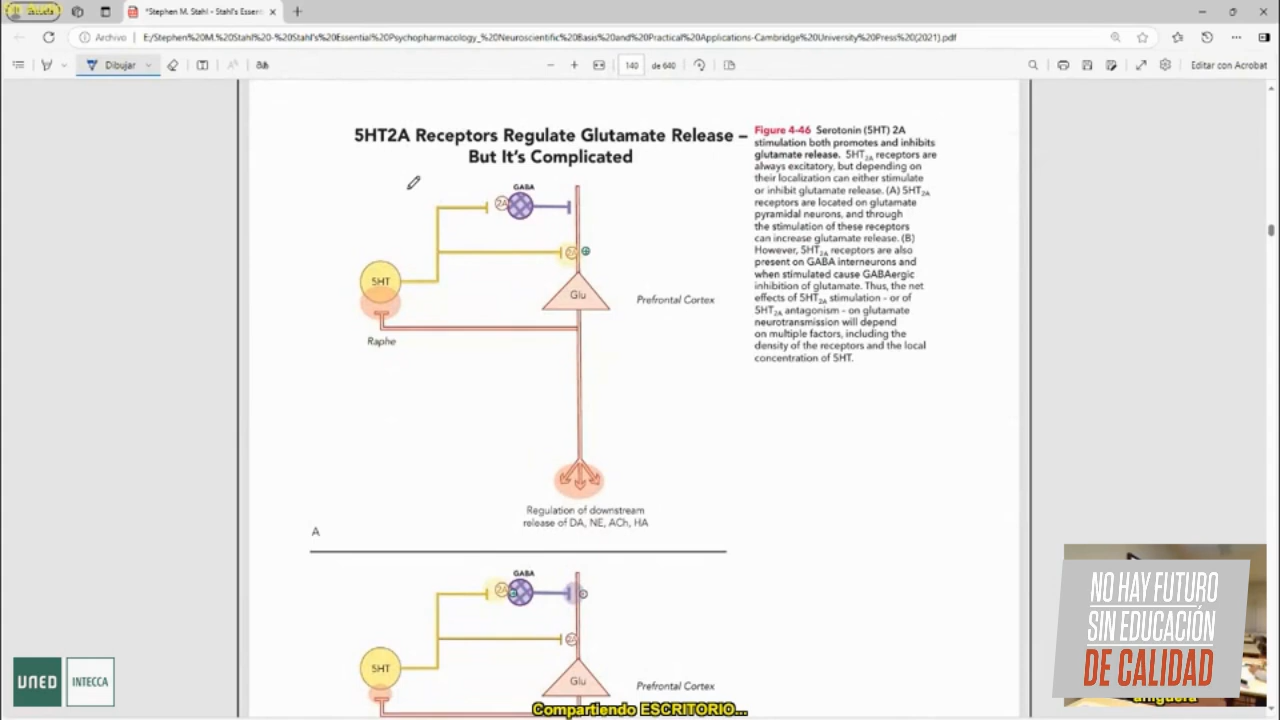 *Stephen M. Stahl - Stahl's Essen
Archivo
E:/Stephen%20M.%20Stahl%20-%20Stahl's%20Essential%20Psychopharmacology_%20Neuroscientific%20Basis%20and%20Practical%20Applications-Cambridge%20University%20Press%20(2021).pdf
Dibujar
140
de 640
Editar con Acrobat
5HT2A Receptors Regulate Glutamate Release –
But It's Complicated
GABA
2A
2A
5HT
Glu
Prefrontal Cortex
Raphe
Regulation of downstream
release of DA, NE, ACh, HA
A
Figure 4-46 Serotonin (5HT) 2A
stimulation both promotes and inhibits
glutamate release. 5HT2A receptors are
always excitatory, but depending on
their localization can either stimulate
or inhibit glutamate release. (A) 5HT2A
receptors are located on glutamate
pyramidal neurons, and through
the stimulation of these receptors
can increase glutamate release. (B)
However, 5HT2A receptors are also
present on GABA interneurons and
when stimulated cause GABAergic
inhibition of glutamate. Thus, the net
effects of 5HT2A stimulation – or of
5HT2A antagonism – on glutamate
neurotransmission will depend
on multiple factors, including the
density of the receptors and the local
concentration of 5HT.
GABA
2A
2A
5HT
Glu
Prefrontal Cortex
NO HAY FUTURO
SIN EDUCACIÓN
DE CALIDAD
UNED
INTECCA
Compartiendo ESCRITORIO...